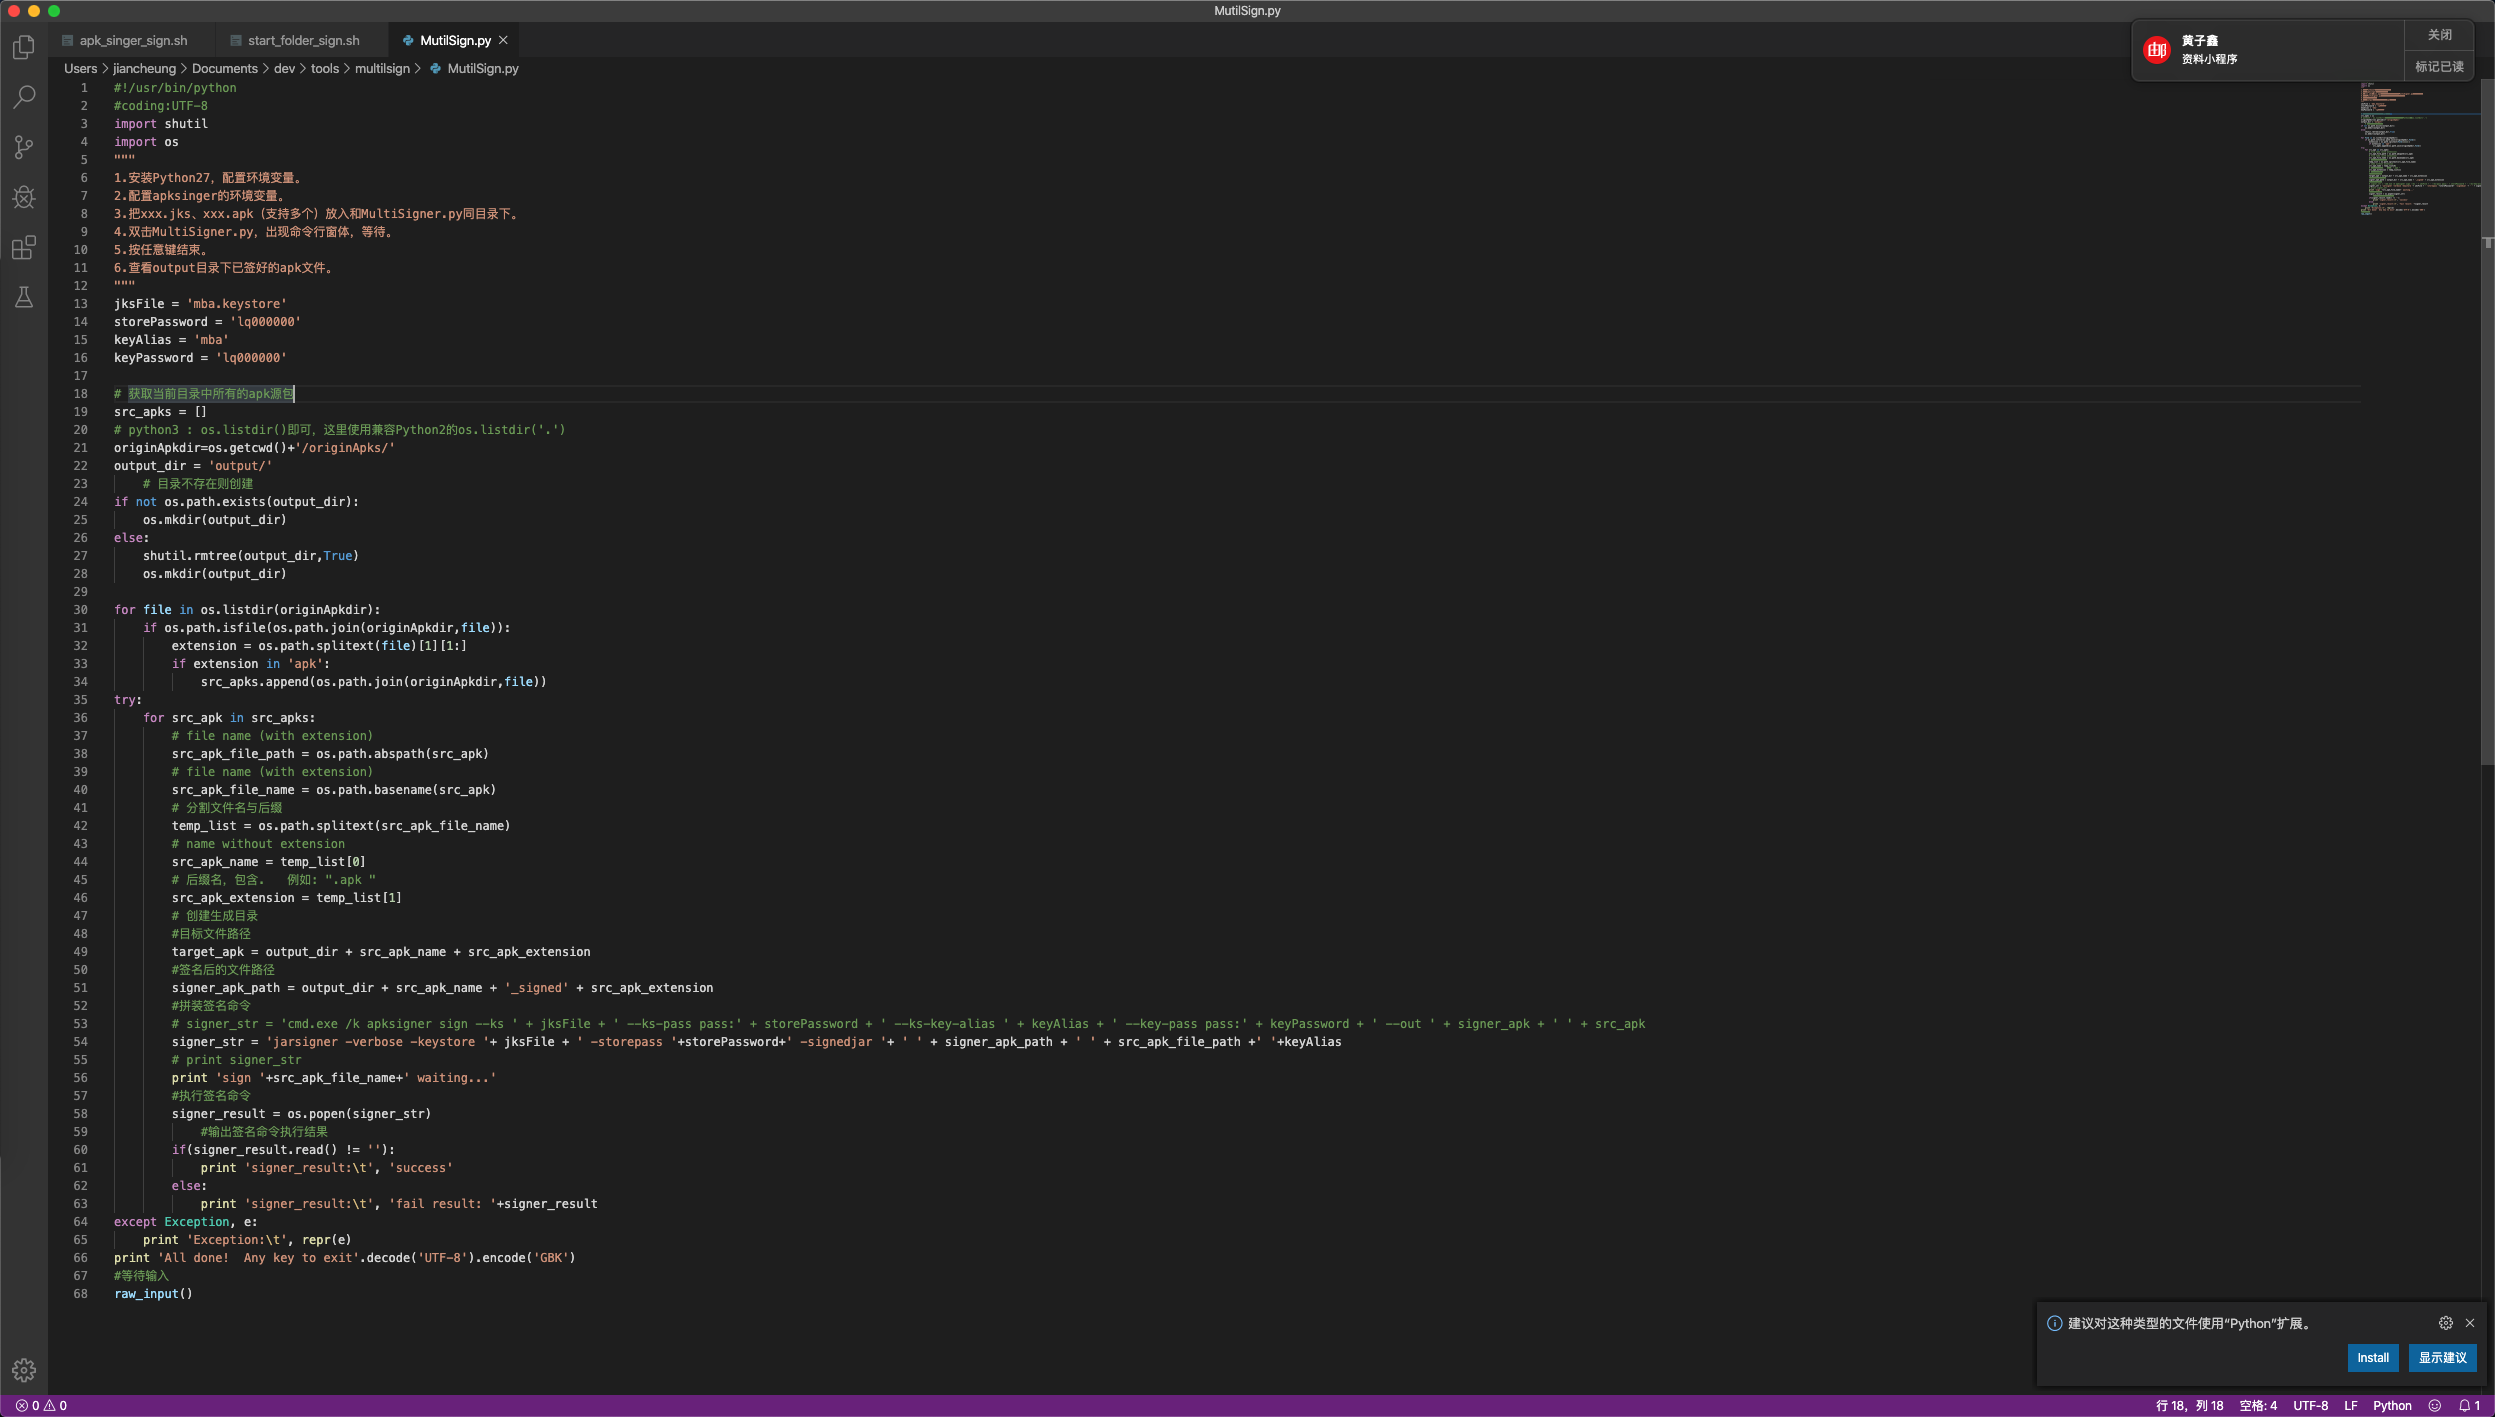 MutilSign.py
apk_singer_sign.sh
start_folder_sign.sh
MutilSign.py
黄子鑫
资料小程序
关闭
标记已读
Users > jiancheung > Documents > dev > tools > multilsign > MutilSign.py
1 #!/usr/bin/python
2 #coding:UTF-8
3 import shutil
4 import os
5 """
6 1.安装Python27，配置环境变量。
7 2.配置apksinger的环境变量。
8 3.把xxx.jks、xxx.apk（支持多个）放入和MultiSigner.py同目录下。
9 4.双击MultiSigner.py，出现命令行窗体，等待。
10 5.按任意键结束。
11 6.查看output目录下已签好的apk文件。
12 """
13 jksFile = 'mba.keystore'
14 storePassword = 'lq000000'
15 keyAlias = 'mba'
16 keyPassword = 'lq000000'
17
18 # 获取当前目录中所有的apk源包
19 src_apks = []
20 # python3 : os.listdir()即可，这里使用兼容Python2的os.listdir('.')
21 originApkdir=os.getcwd()+'/originApks/'
22 output_dir = 'output/'
23     # 目录不存在则创建
24 if not os.path.exists(output_dir):
25     os.mkdir(output_dir)
26 else:
27     shutil.rmtree(output_dir,True)
28     os.mkdir(output_dir)
29
30 for file in os.listdir(originApkdir):
31     if os.path.isfile(os.path.join(originApkdir,file)):
32         extension = os.path.splitext(file)[1][1:]
33         if extension in 'apk':
34             src_apks.append(os.path.join(originApkdir,file))
35 try:
36     for src_apk in src_apks:
37         # file name (with extension)
38         src_apk_file_path = os.path.abspath(src_apk)
39         # file name (with extension)
40         src_apk_file_name = os.path.basename(src_apk)
41         # 分割文件名与后缀
42         temp_list = os.path.splitext(src_apk_file_name)
43         # name without extension
44         src_apk_name = temp_list[0]
45         # 后缀名，包含.   例如: ".apk "
46         src_apk_extension = temp_list[1]
47         # 创建生成目录
48         #目标文件路径
49         target_apk = output_dir + src_apk_name + src_apk_extension
50         #签名后的文件路径
51         signer_apk_path = output_dir + src_apk_name + '_signed' + src_apk_extension
52         #拼装签名命令
53         # signer_str = 'cmd.exe /k apksigner sign --ks ' + jksFile + ' --ks-pass pass:' + storePassword + ' --ks-key-alias ' + keyAlias + ' --key-pass pass:' + keyPassword + ' --out ' + signer_apk + ' ' + src_apk
54         signer_str = 'jarsigner -verbose -keystore '+ jksFile + ' -storepass '+storePassword+' -signedjar '+ ' ' + signer_apk_path + ' ' + src_apk_file_path +' '+keyAlias
55         # print signer_str
56         print 'sign '+src_apk_file_name+' waiting...'
57         #执行签名命令
58         signer_result = os.popen(signer_str)
59             #输出签名命令执行结果
60         if(signer_result.read() != ''):
61             print 'signer_result:\t', 'success'
62         else:
63             print 'signer_result:\t', 'fail result: '+signer_result
64 except Exception, e:
65     print 'Exception:\t', repr(e)
66 print 'All done!  Any key to exit'.decode('UTF-8').encode('GBK')
67 #等待输入
68 raw_input()
建议对这种类型的文件使用“Python”扩展。
Install
显示建议
0 0
行 18，列 18
空格: 4
UTF-8
LF
Python
1